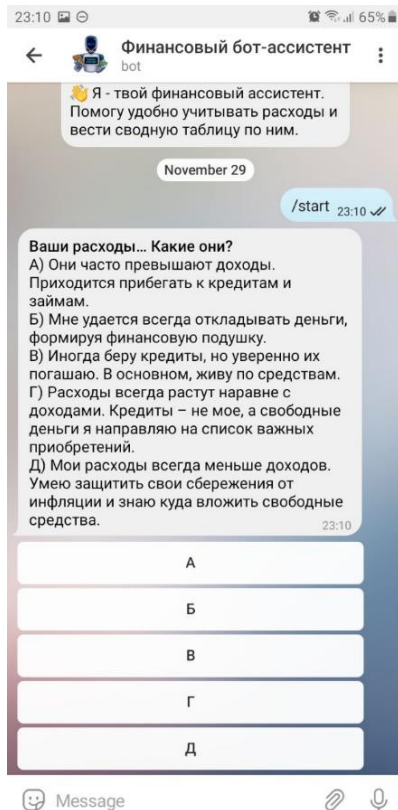 23:10
65%
Финансовый бот-ассистент
bot
👋 Я - твой финансовый ассистент.
Помогу удобно учитывать расходы и
вести сводную таблицу по ним.
November 29
/start 23:10
Ваши расходы... Какие они?
А) Они часто превышают доходы.
Приходится прибегать к кредитам и
займам.
Б) Мне удается всегда откладывать деньги,
формируя финансовую подушку.
В) Иногда беру кредиты, но уверенно их
погашаю. В основном, живу по средствам.
Г) Расходы всегда растут наравне с
доходами. Кредиты – не мое, а свободные
деньги я направляю на список важных
приобретений.
Д) Мои расходы всегда меньше доходов.
Умею защитить свои сбережения от
инфляции и знаю куда вложить свободные
средства.
23:10
А
Б
В
Г
Д
Message